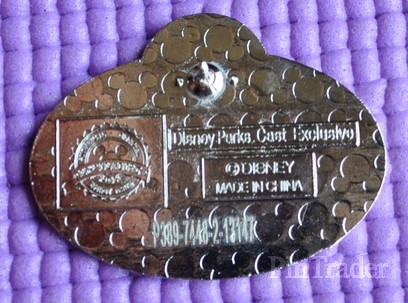 Disney Parks Cast Exclusive
©DISNEY
MADE IN CHINA
P389-7448-2-13147
PinTrader